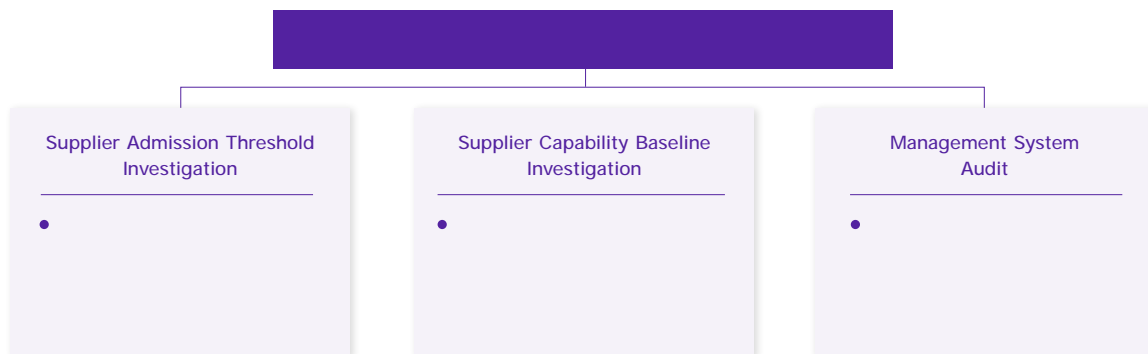 Supplier Admission Threshold
Investigation
Supplier Capability Baseline
Investigation
Management System
Audit